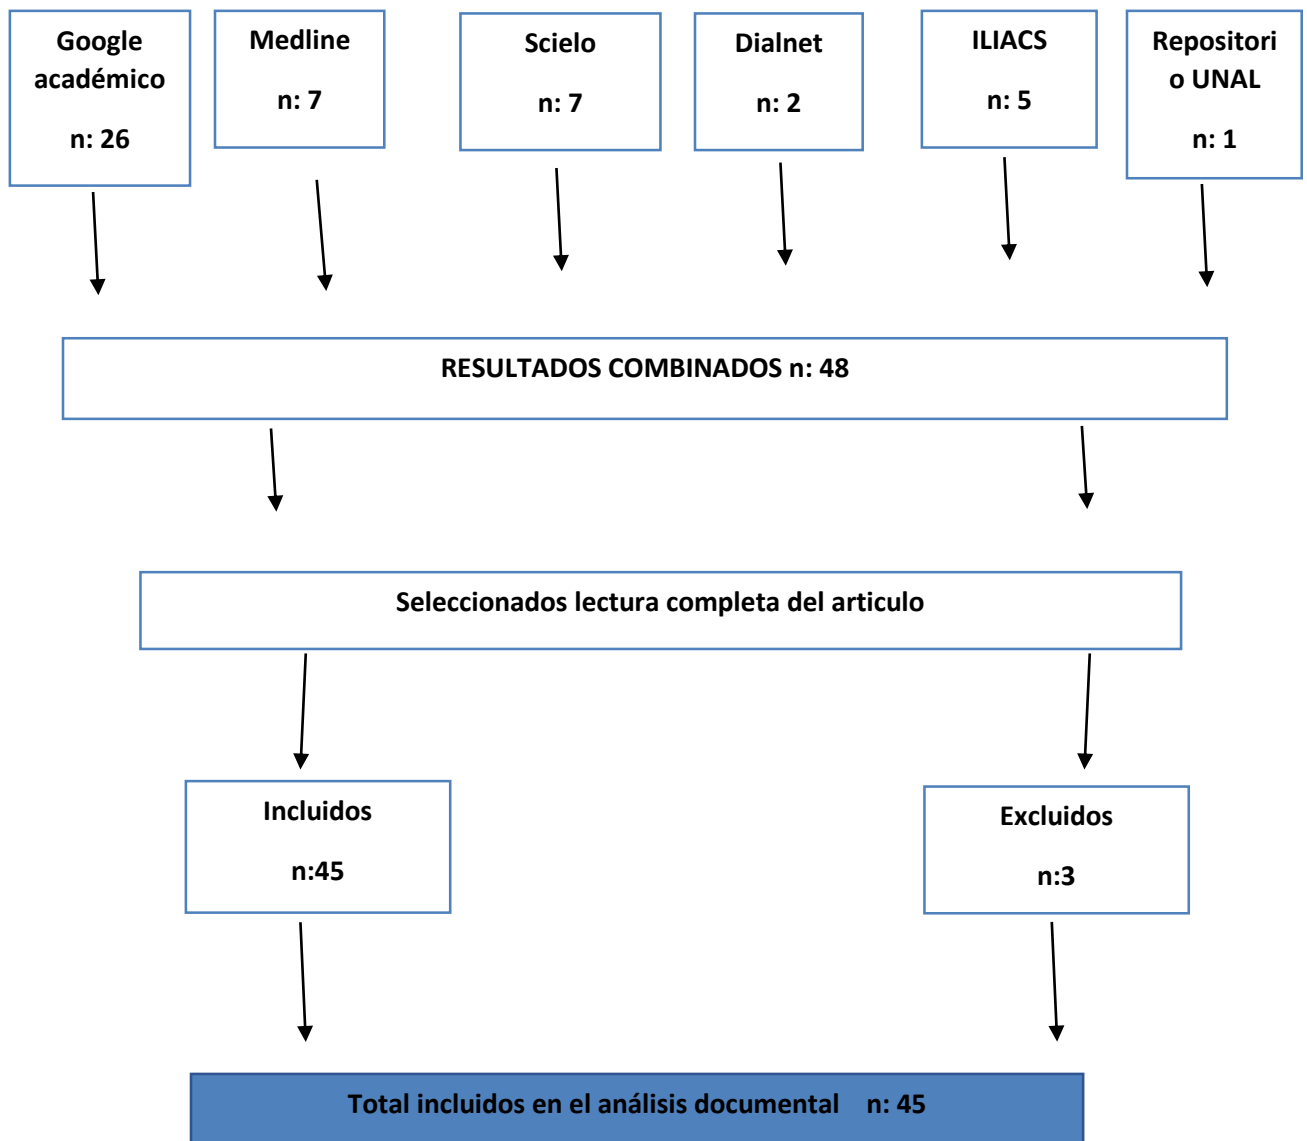 Google
académico
n: 26
Medline
n: 7
Scielo
n: 7
Dialnet
n: 2
ILIACS
n: 5
Repositori
o UNAL
n: 1
RESULTADOS COMBINADOS n: 48
Seleccionados lectura completa del articulo
Incluidos
n:45
Excluidos
n:3
Total incluidos en el análisis documental n: 45